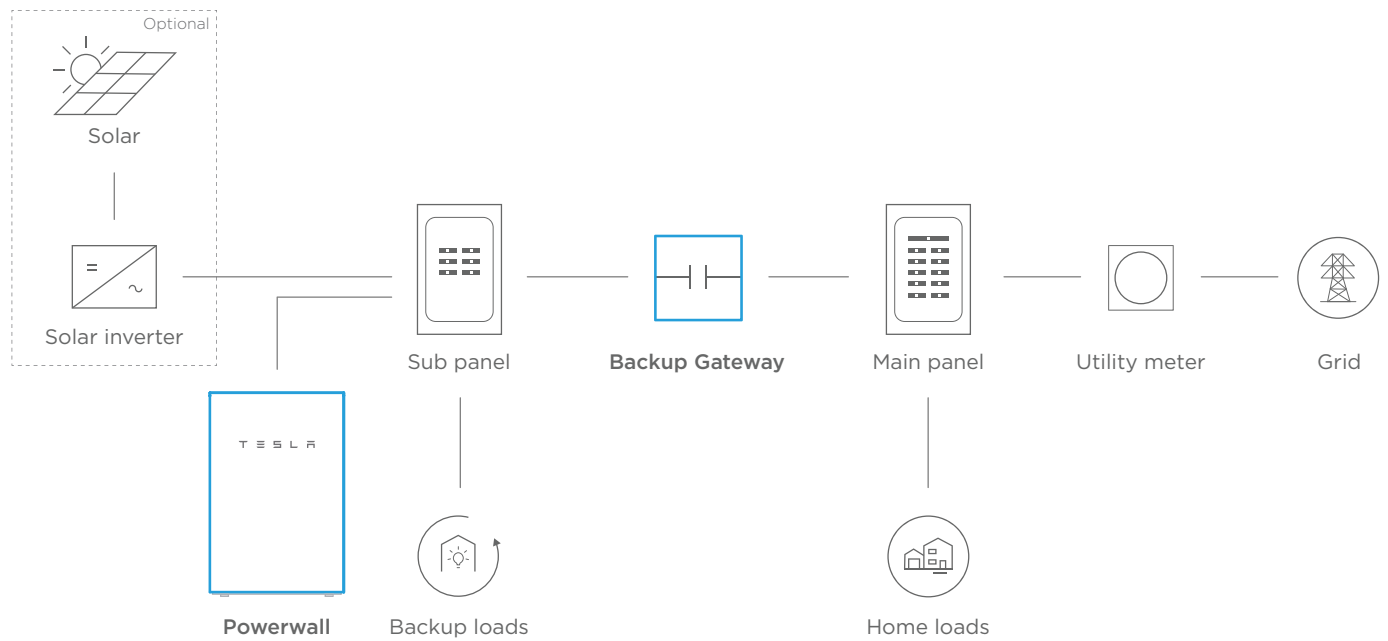 Optional
Solar
Solar inverter
Sub panel
Backup Gateway
Main panel
Utility meter
Grid
TESLA
Powerwall
Backup loads
Home loads